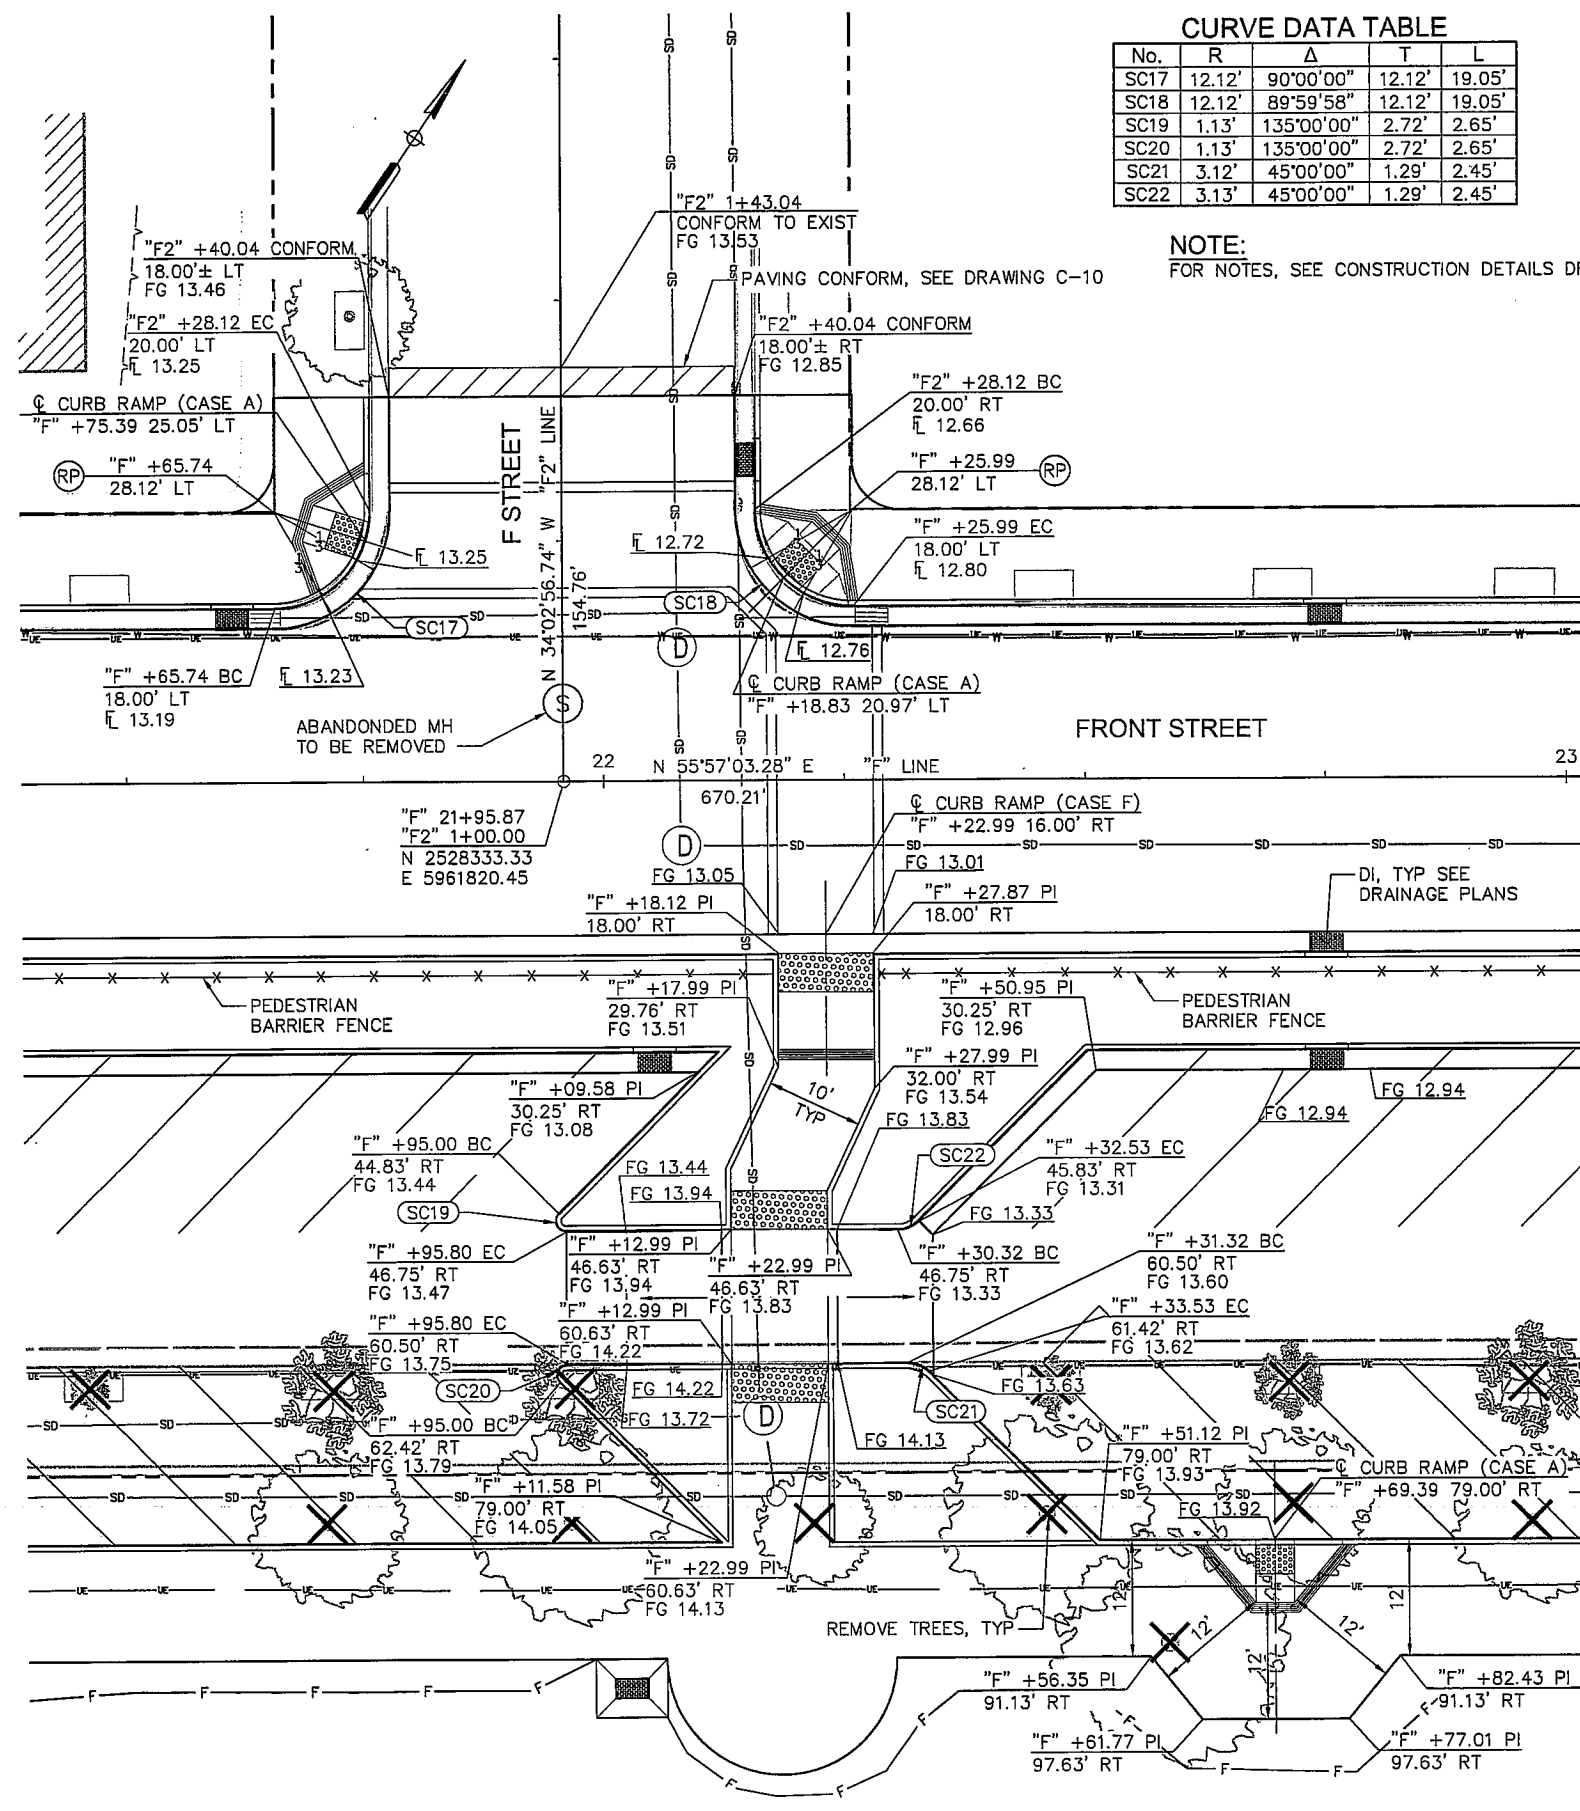 CURVE DATA TABLE
No. R Δ T L
SC17 12.12' 90°00'00" 12.12' 19.05'
SC18 12.12' 89°59'58" 12.12' 19.05'
SC19 1.13' 135°00'00" 2.72' 2.65'
SC20 1.13' 135°00'00" 2.72' 2.65'
SC21 3.12' 45°00'00" 1.29' 2.45'
SC22 3.13' 45°00'00" 1.29' 2.45'
NOTE:
FOR NOTES, SEE CONSTRUCTION DETAILS
"F2" 1+43.04
CONFORM TO EXIST
FG 13.53
"F2" +40.04 CONFORM
18.00'± LT
FG 13.46
PAVING CONFORM, SEE DRAWING C-10
"F2" +28.12 EC
20.00' LT
FL 13.25
"F2" +40.04 CONFORM
18.00'± RT
FG 12.85
℄ CURB RAMP (CASE A)
"F" +75.39 25.05' LT
"F2" +28.12 BC
20.00' RT
FL 12.66
RP
"F" +65.74
28.12' LT
"F" +25.99
28.12' LT
RP
F STREET
N 34°02'56.74" W "F2" LINE
154.76'
FL 13.25
FL 12.72
"F" +25.99 EC
18.00' LT
FL 12.80
SC17
SC18
FL 12.76
"F" +65.74 BC
18.00' LT
FL 13.19
FL 13.23
℄ CURB RAMP (CASE A)
"F" +18.83 20.97' LT
ABANDONDED MH
TO BE REMOVED
S
D
FRONT STREET
22
N 55°57'03.28" E "F" LINE
23
670.21'
"F" 21+95.87
"F2" 1+00.00
N 2528333.33
E 5961820.45
℄ CURB RAMP (CASE F)
"F" +22.99 16.00' RT
D
FG 13.05
FG 13.01
DI, TYP SEE
DRAINAGE PLANS
"F" +18.12 PI
18.00' RT
"F" +27.87 PI
18.00' RT
PEDESTRIAN
BARRIER FENCE
"F" +17.99 PI
29.76' RT
FG 13.51
"F" +50.95 PI
30.25' RT
FG 12.96
PEDESTRIAN
BARRIER FENCE
"F" +27.99 PI
32.00' RT
FG 13.54
10'
TYP
"F" +09.58 PI
30.25' RT
FG 13.08
FG 12.94
FG 12.94
FG 13.83
"F" +95.00 BC
44.83' RT
FG 13.44
SC22
"F" +32.53 EC
45.83' RT
FG 13.31
FG 13.44
FG 13.94
SC19
FG 13.33
"F" +95.80 EC
46.75' RT
FG 13.47
"F" +12.99 PI
46.63' RT
FG 13.94
"F" +22.99 PI
46.63' RT
FG 13.83
"F" +30.32 BC
46.75' RT
FG 13.33
"F" +31.32 BC
60.50' RT
FG 13.60
"F" +95.80 EC
60.50' RT
FG 13.75
"F" +12.99 PI
60.63' RT
FG 14.22
"F" +33.53 EC
61.42' RT
FG 13.62
SC20
FG 14.22
FG 13.63
SC21
FG 13.72
D
"F" +95.00 BC
62.42' RT
FG 13.79
FG 14.13
"F" +51.12 PI
79.00' RT
FG 13.93
℄ CURB RAMP (CASE A)
"F" +69.39 79.00' RT
"F" +11.58 PI
79.00' RT
FG 14.05
FG 13.92
"F" +22.99 PI
60.63' RT
FG 14.13
REMOVE TREES, TYP
12'
12'
12'
12'
12'
"F" +56.35 PI
91.13' RT
"F" +82.43 PI
91.13' RT
"F" +61.77 PI
97.63' RT
"F" +77.01 PI
97.63' RT